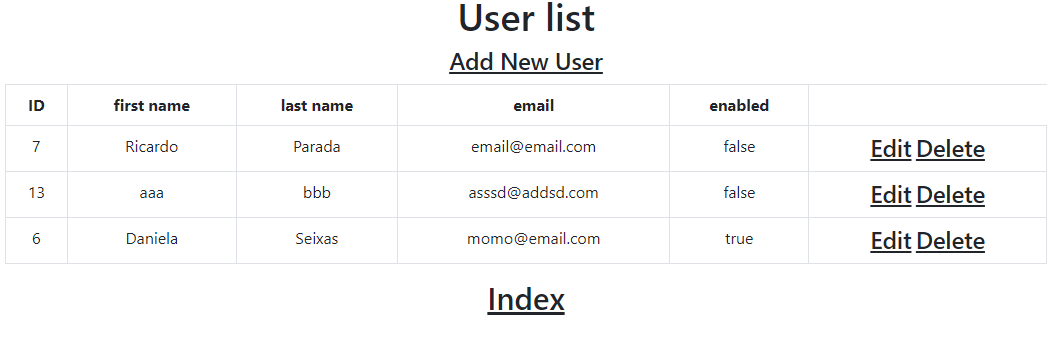 User list
Add New User
ID first name last name email enabled
7 Ricardo Parada email@email.com false Edit Delete
13 aaa bbb asssd@addsd.com false Edit Delete
6 Daniela Seixas momo@email.com true Edit Delete
Index